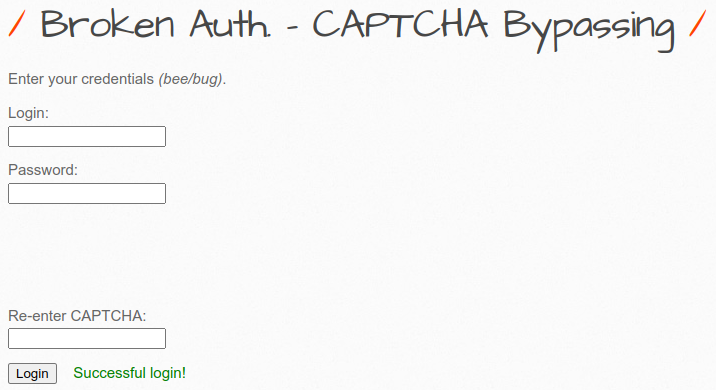 / Broken Auth. - CAPTCHA Bypassing /
Enter your credentials (bee/bug).
Login:
Password:
Re-enter CAPTCHA:
Login Successful login!